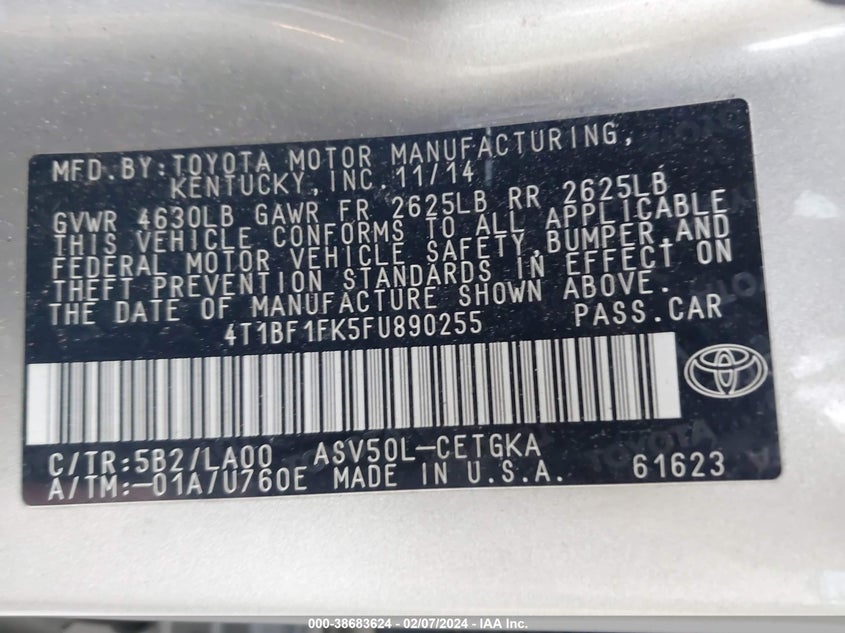 MFD.BY:TOYOTA MOTOR MANUFACTURING,
KENTUCKY,INC.11/14
GVWR 4630LB GAWR FR 2625LB RR 2625LB
THIS VEHICLE CONFORMS TO ALL APPLICABLE
FEDERAL MOTOR VEHICLE SAFETY,BUMPER,AND
THEFT PREVENTION STANDARDS IN EFFECT ON
THE DATE OF MANUFACTURE SHOWN ABOVE.
4T1BF1FK5FU890255 PASS.CAR
C/TR:5B2/LA00 ASV50L-CETGKA
A/TM:-01A/U760E MADE IN U.S.A. 61623
000-38683624 - 02/07/2024 - IAA Inc.